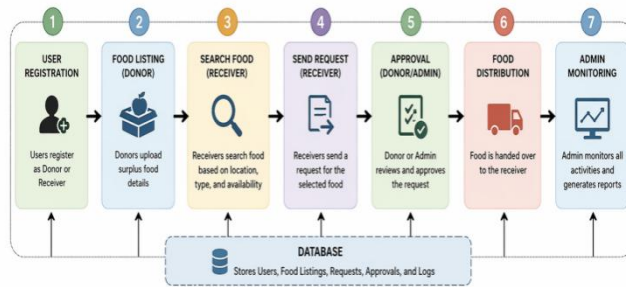 1
2
3
4
5
6
7
USER
REGISTRATION
Users register
as Donor or
Receiver
FOOD LISTING
(DONOR)
Donors upload
surplus food
details
SEARCH FOOD
(RECEIVER)
Receivers search food
based on location,
type, and availability
SEND REQUEST
(RECEIVER)
Receivers send a
request for the
selected food
APPROVAL
(DONOR/ADMIN)
Donor or Admin
reviews and approves
the request
FOOD
DISTRIBUTION
Food is handed over
to the receiver
ADMIN
MONITORING
Admin monitors all
activities and
generates reports
DATABASE
Stores Users, Food Listings, Requests, Approvals, and Logs